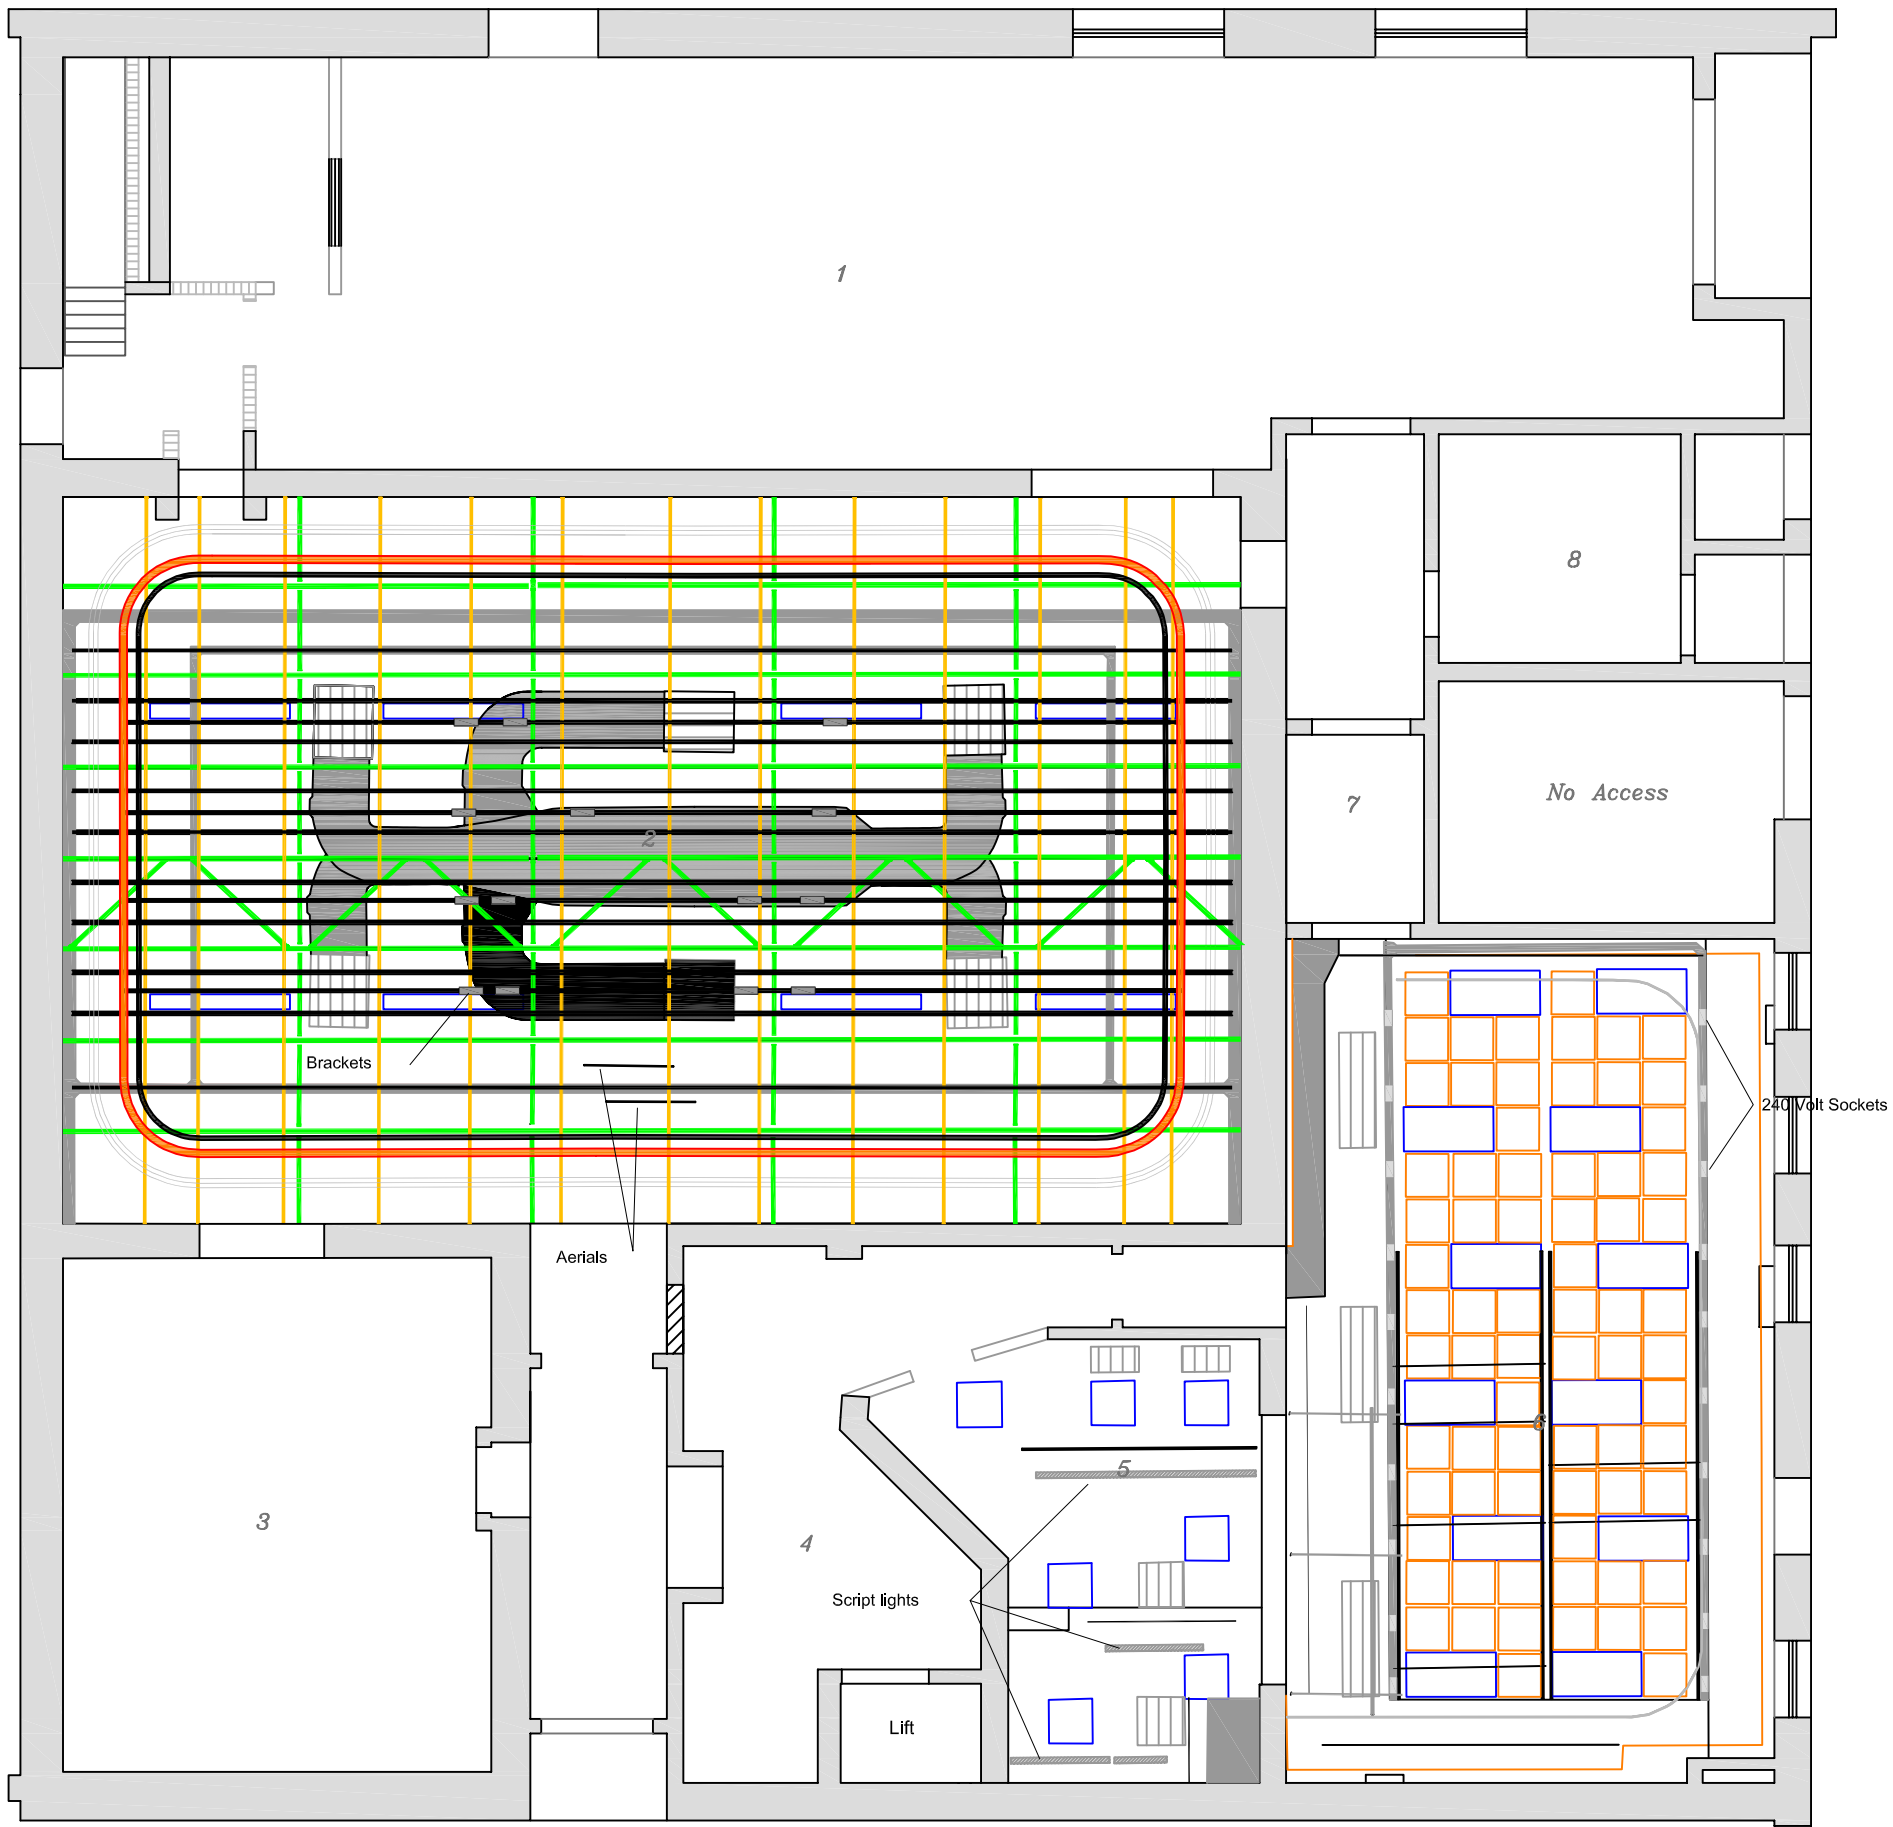 1
8
No Access
7
2
Brackets
240 Volt Sockets
Aerials
6
5
3
4
Script lights
Lift